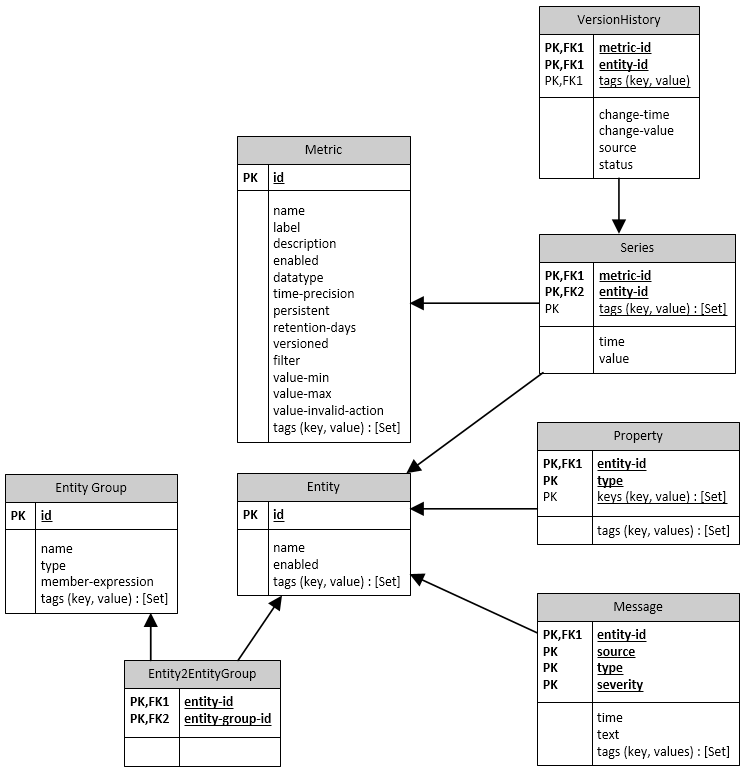 VersionHistory
PK,FK1 metric-id
PK,FK1 entity-id
PK,FK1 tags (key, value)
change-time
change-value
source
status
Metric
PK id
name
label
description
enabled
datatype
time-precision
persistent
retention-days
versioned
filter
value-min
value-max
value-invalid-action
tags (key, value) : [Set]
Series
PK,FK1 metric-id
PK,FK2 entity-id
PK tags (key, value) : [Set]
time
value
Property
PK,FK1 entity-id
PK type
PK keys (key, value) : [Set]
tags (key, values) : [Set]
Entity Group
PK id
name
type
member-expression
tags (key, value) : [Set]
Entity
PK id
name
enabled
tags (key, value) : [Set]
Message
PK,FK1 entity-id
PK source
PK type
PK severity
time
text
tags (key, values) : [Set]
Entity2EntityGroup
PK,FK1 entity-id
PK,FK2 entity-group-id